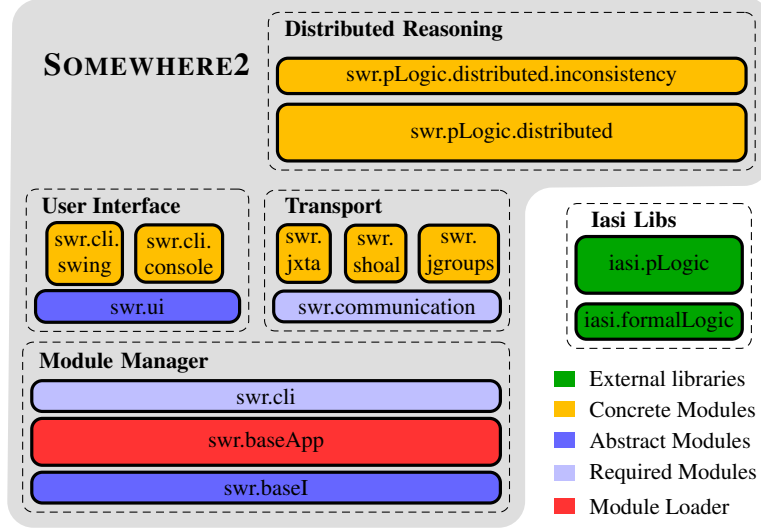 Distributed Reasoning
SOMEWHERE2
swr.pLogic.distributed.inconsistency
swr.pLogic.distributed
User Interface
swr.cli.
swing
swr.cli.
console
swr.ui
Transport
swr.
jxta
swr.
shoal
swr.
jgroups
swr.communication
Iasi Libs
iasi.pLogic
iasi.formalLogic
Module Manager
swr.cli
swr.baseApp
swr.baseI
External libraries
Concrete Modules
Abstract Modules
Required Modules
Module Loader